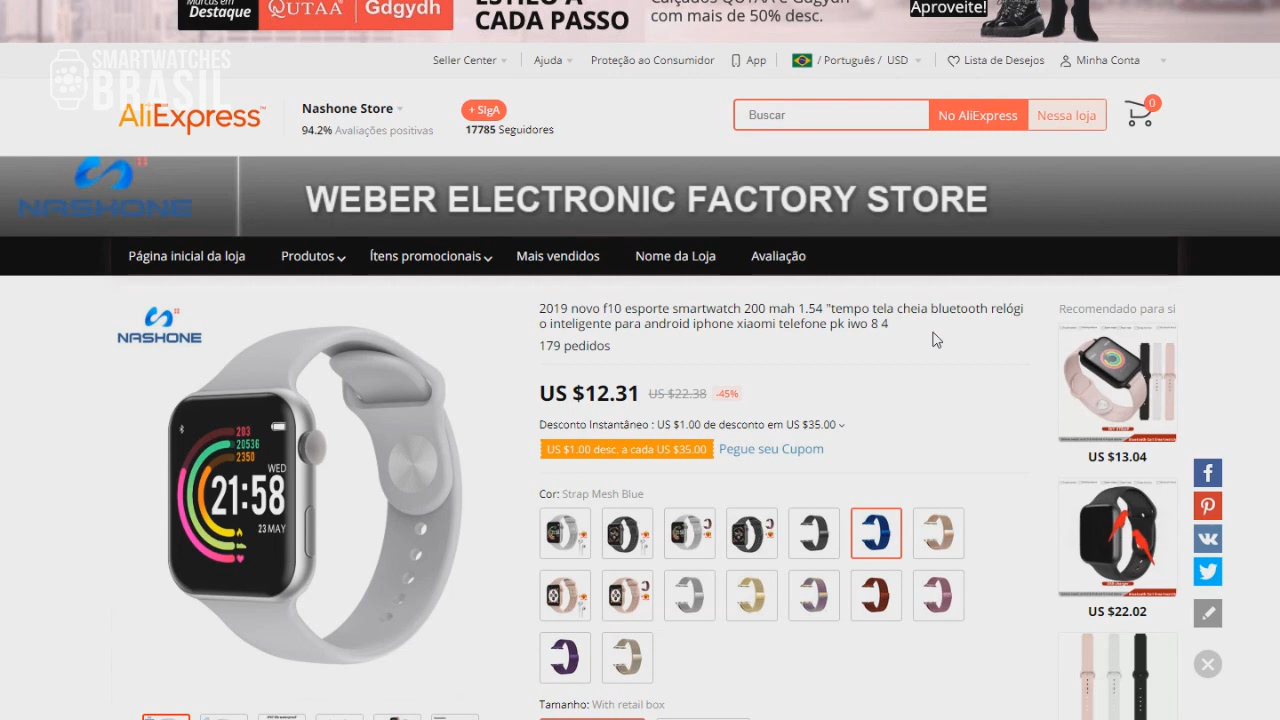 Marcas em
Destaque
QUTAA
Gdgydh
CADA PASSO
Calçados QUTAA e Gdgydh
com mais de 50% desc.
Aproveite!
SMARTWATCHES
BRASIL
Seller Center
Ajuda
Proteção ao Consumidor
App
/ Português / USD
Lista de Desejos
Minha Conta
AliExpress™
Nashone Store
94.2% Avaliações positivas
+ SIgA
17785 Seguidores
Buscar
No AliExpress
Nessa loja
0
NASHONE
WEBER ELECTRONIC FACTORY STORE
Página inicial da loja
Produtos
Ítens promocionais
Mais vendidos
Nome da Loja
Avaliação
NASHONE
203
20536
2350
WED
21:58
23 MAY
2019 novo f10 esporte smartwatch 200 mah 1.54 "tempo tela cheia bluetooth relógi
o inteligente para android iphone xiaomi telefone pk iwo 8 4
179 pedidos
US $12.31 US $22.38 -45%
Desconto Instantâneo : US $1.00 de desconto em US $35.00
US $1.00 desc. a cada US $35.00 Pegue seu Cupom
Cor: Strap Mesh Blue
Tamanho: With retail box
Recomendado para si
US $13.04
US $22.02